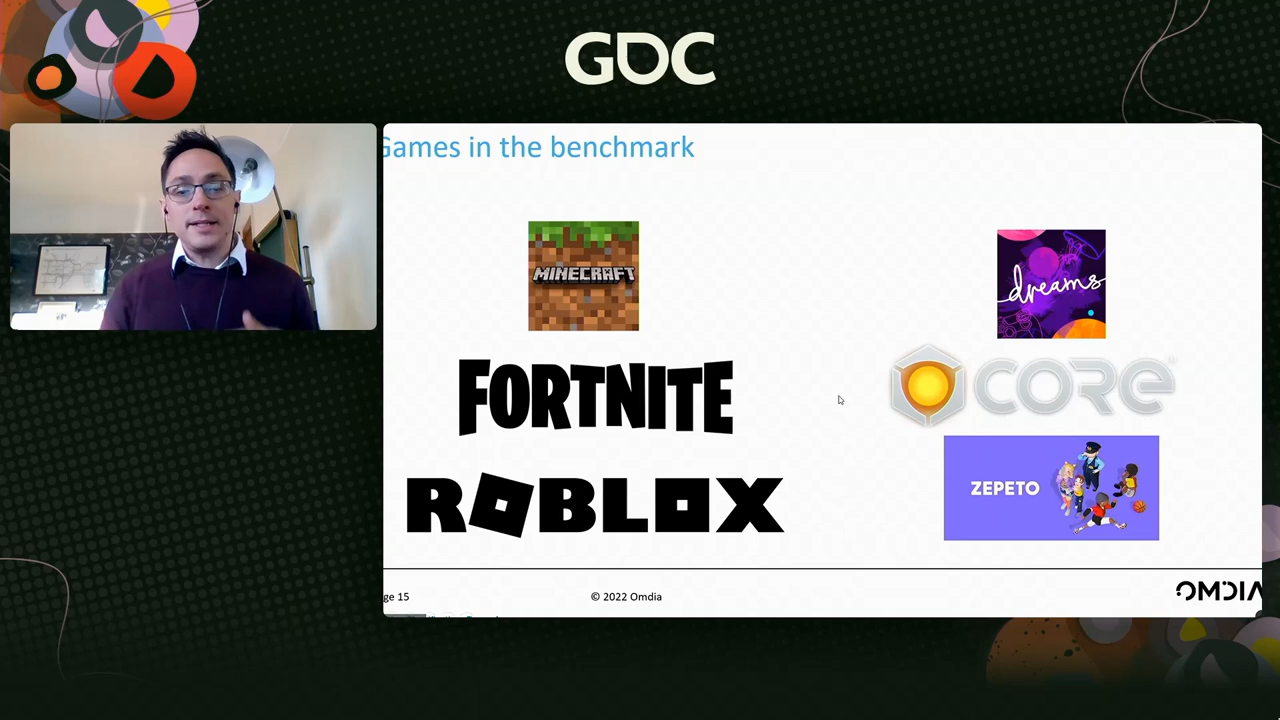 GDC
Games in the benchmark
MINECRAFT
dreams
FORTNITE
CORE
ROBLOX
ZEPETO
ge 15
© 2022 Omdia
OMDIA